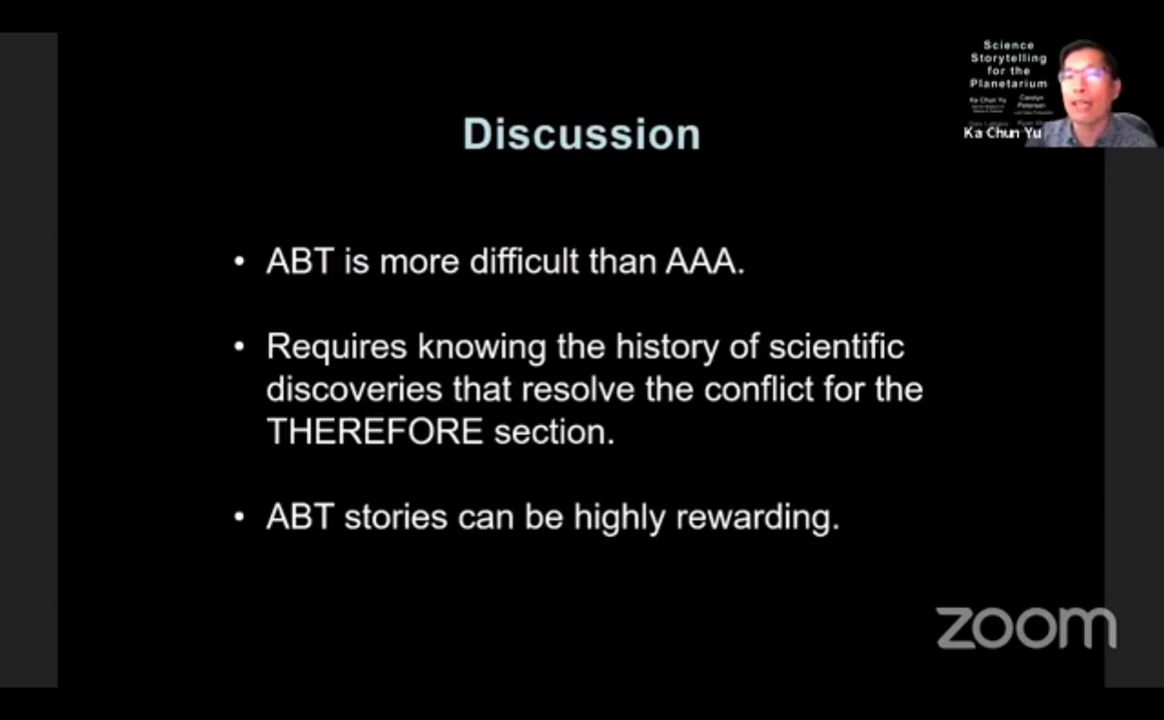 Science
Storytelling
for the
Planetarium
Ka Chun Yu
Carolyn
Petersen
Ka Chun Yu
Discussion
• ABT is more difficult than AAA.
• Requires knowing the history of scientific
discoveries that resolve the conflict for the
THEREFORE section.
• ABT stories can be highly rewarding.
zoom